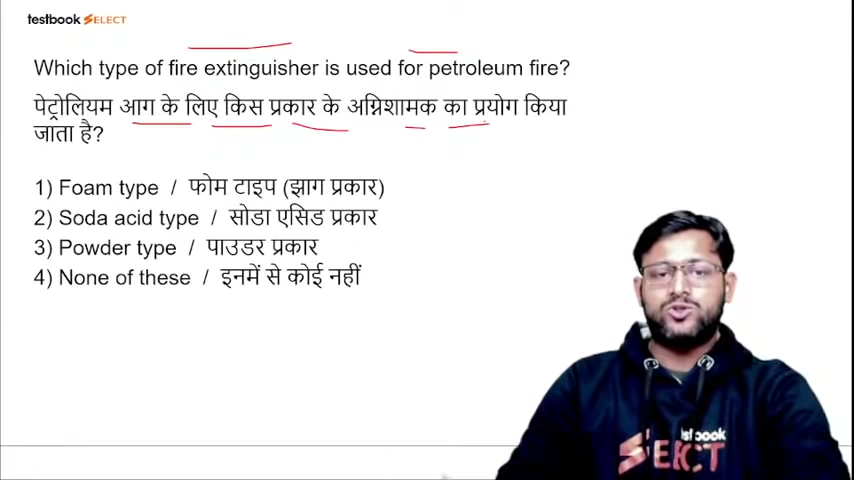 testbook SELECT
Which type of fire extinguisher is used for petroleum fire?
पेट्रोलियम आग के लिए किस प्रकार के अग्निशामक का प्रयोग किया
जाता है?
1) Foam type / फोम टाइप (झाग प्रकार)
2) Soda acid type / सोडा एसिड प्रकार
3) Powder type / पाउडर प्रकार
4) None of these / इनमें से कोई नहीं
testbook
SELECT